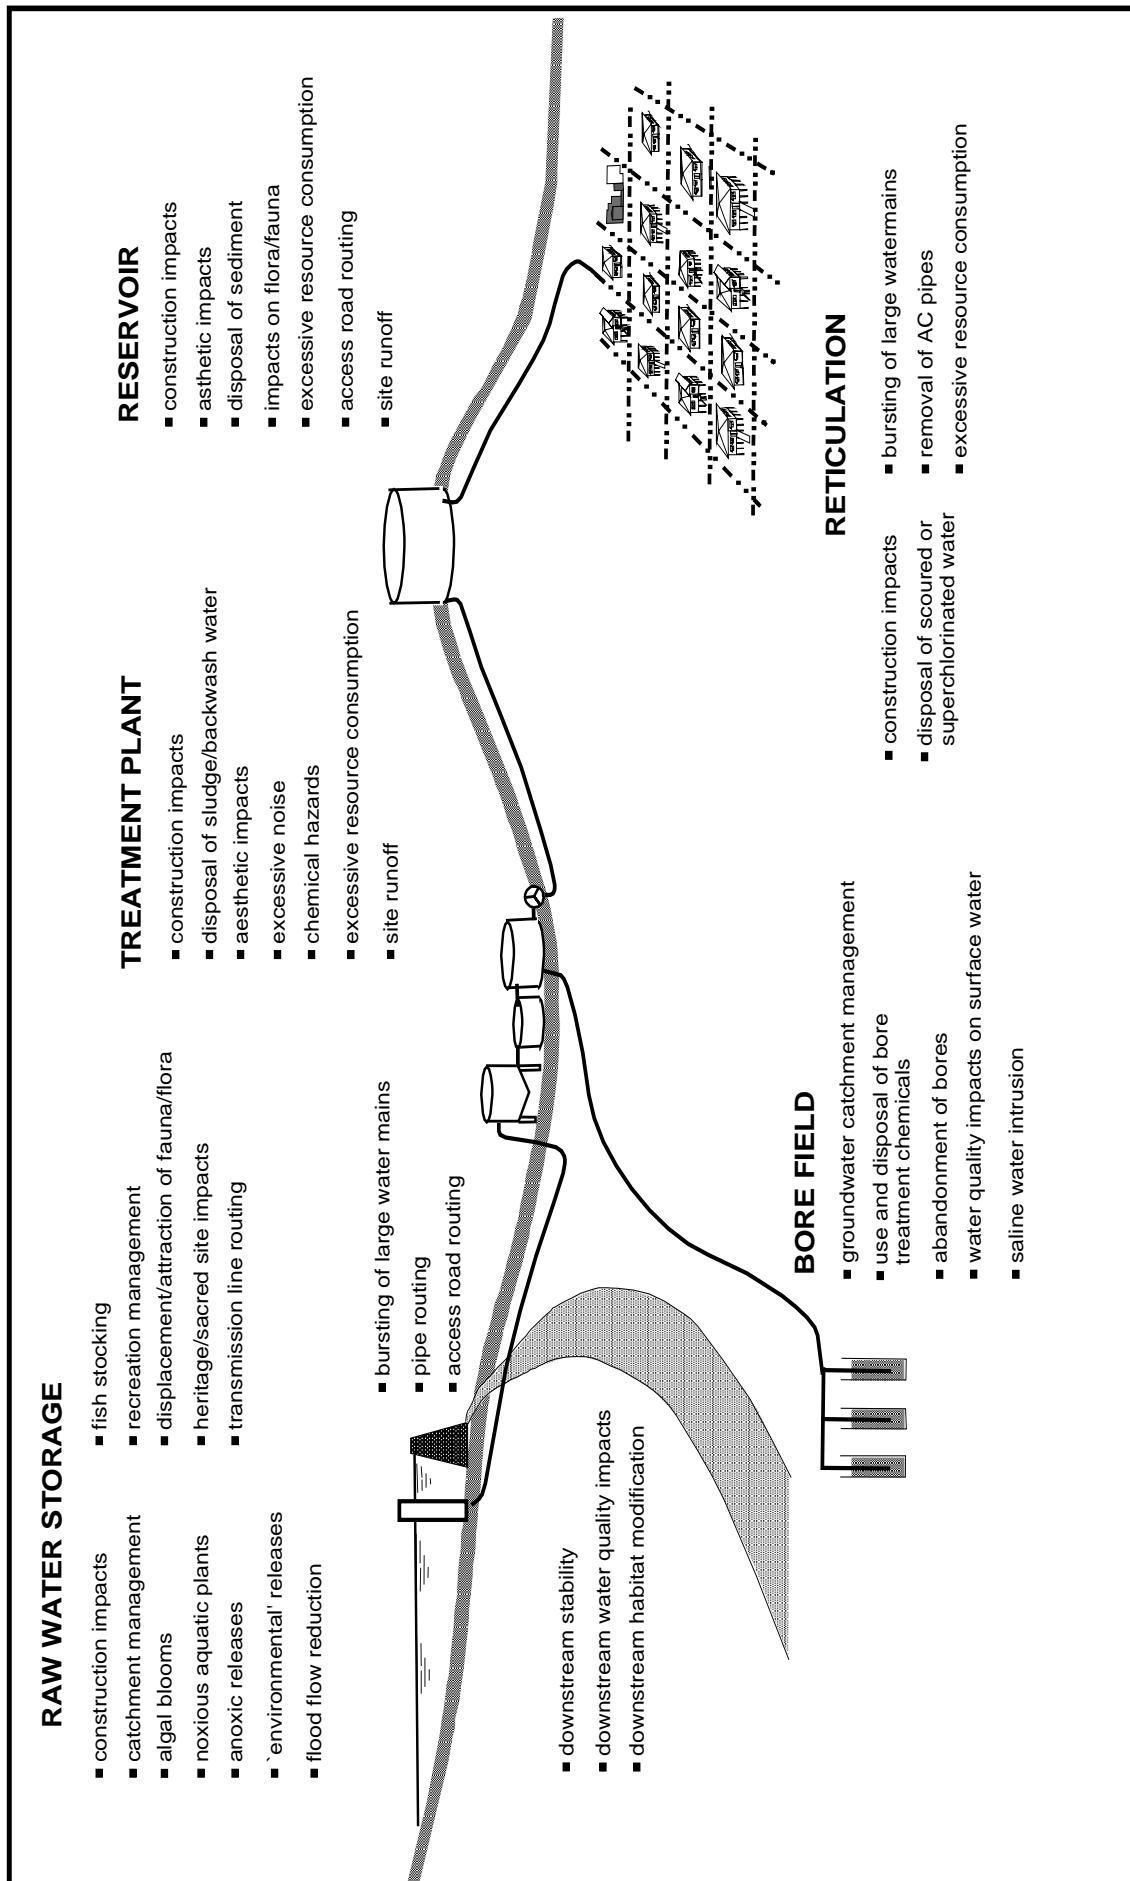 RAW WATER STORAGE
■ construction impacts
■ catchment management
■ algal blooms
■ noxious aquatic plants
■ anoxic releases
■ `environmental' releases
■ flood flow reduction
■ fish stocking
■ recreation management
■ displacement/attraction of fauna/flora
■ heritage/sacred site impacts
■ transmission line routing
■ bursting of large water mains
■ pipe routing
■ access road routing
■ downstream stability
■ downstream water quality impacts
■ downstream habitat modification
TREATMENT PLANT
■ construction impacts
■ disposal of sludge/backwash water
■ aesthetic impacts
■ excessive noise
■ chemical hazards
■ excessive resource consumption
■ site runoff
RESERVOIR
■ construction impacts
■ asthetic impacts
■ disposal of sediment
■ impacts on flora/fauna
■ excessive resource consumption
■ access road routing
■ site runoff
BORE FIELD
■ groundwater catchment management
■ use and disposal of bore
treatment chemicals
■ abandonment of bores
■ water quality impacts on surface water
■ saline water intrusion
RETICULATION
■ construction impacts
■ disposal of scoured or
superchlorinated water
■ bursting of large watermains
■ removal of AC pipes
■ excessive resource consumption